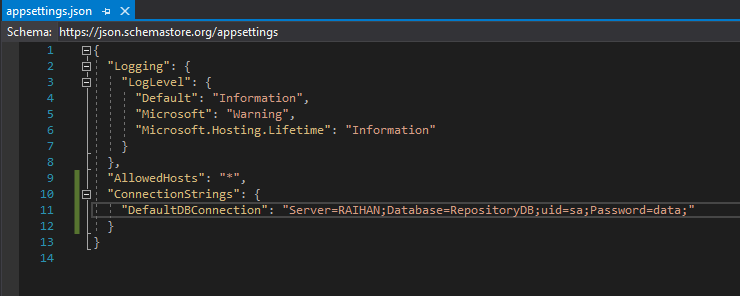 appsettings.json
Schema: https://json.schemastore.org/appsettings
1 {
2 "Logging": {
3 "LogLevel": {
4 "Default": "Information",
5 "Microsoft": "Warning",
6 "Microsoft.Hosting.Lifetime": "Information"
7 }
8 },
9 "AllowedHosts": "*",
10 "ConnectionStrings": {
11 "DefaultDBConnection": "Server=RAIHAN;Database=RepositoryDB;uid=sa;Password=data;"
12 }
13 }
14